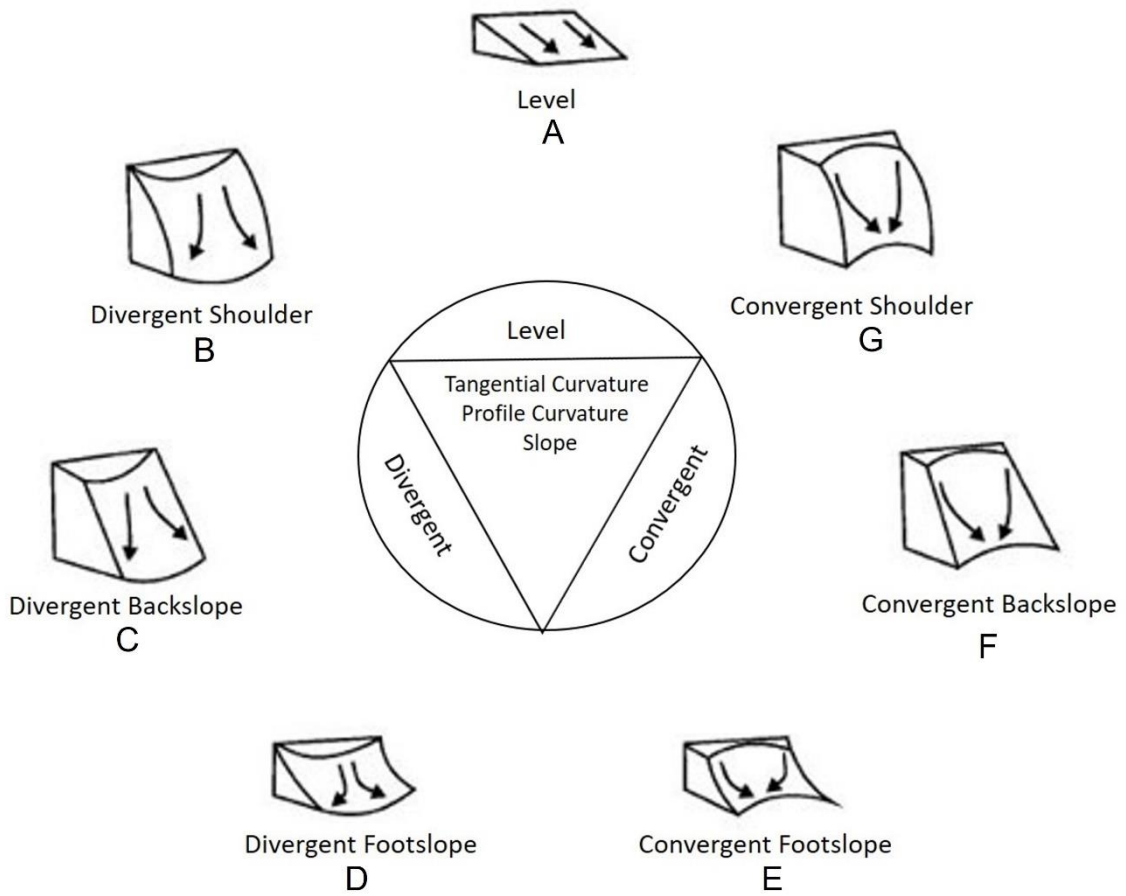 Level
A
Divergent Shoulder
B
Convergent Shoulder
G
Level
Tangential Curvature
Profile Curvature
Slope
Divergent
Convergent
Divergent Backslope
C
Convergent Backslope
F
Divergent Footslope
D
Convergent Footslope
E